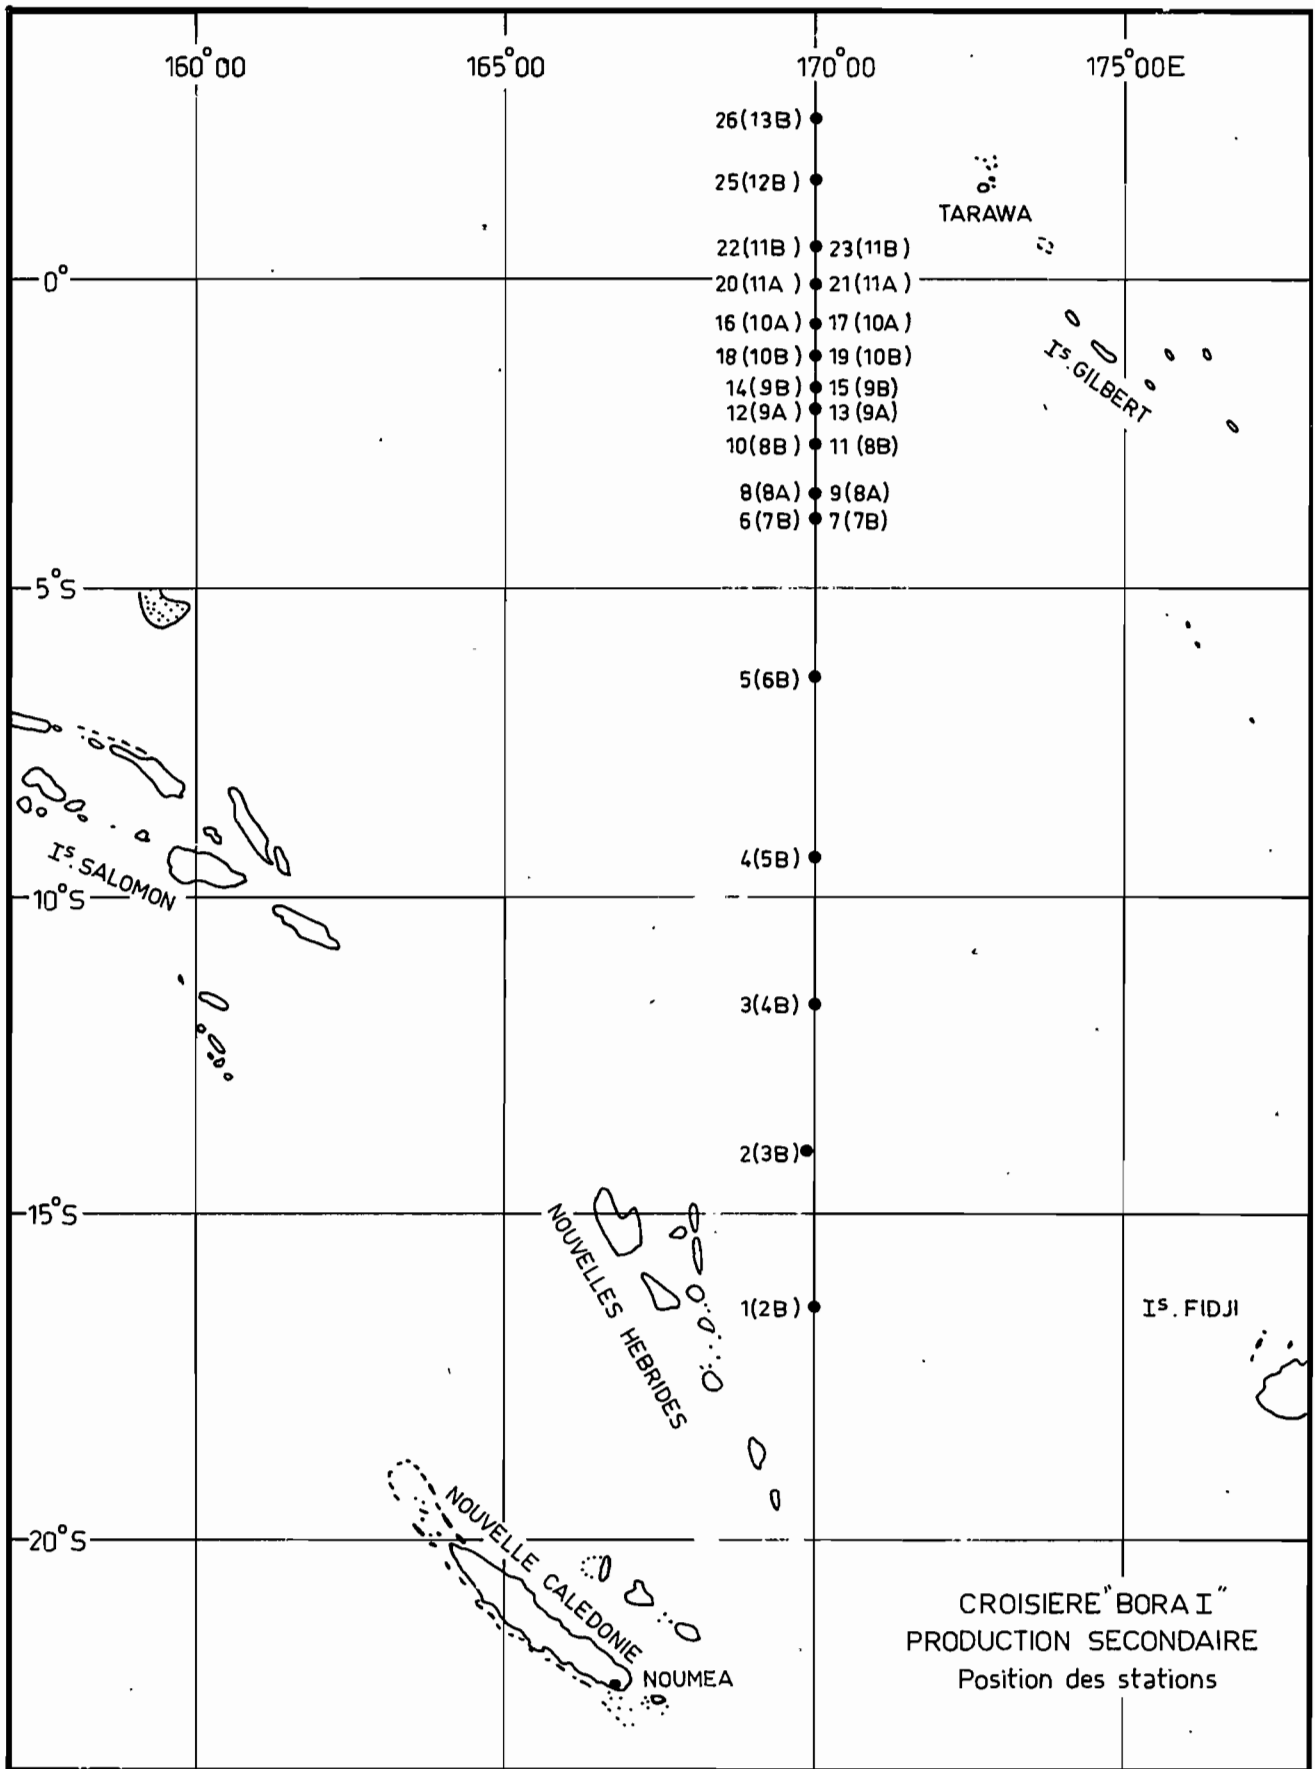 160°00 165°00 170°00 175°00E
26(13B)
25(12B)
TARAWA
22(11B) 23(11B)
0°
20(11A) 21(11A)
16(10A) 17(10A)
18(10B) 19(10B)
Is.GILBERT
14(9B) 15(9B)
12(9A) 13(9A)
10(8B) 11(8B)
8(8A) 9(8A)
6(7B) 7(7B)
5°S
5(6B)
4(5B)
Is.SALOMON
10°S
3(4B)
2(3B)
15°S
NOUVELLES HEBRIDES
1(2B)
Is.FIDJI
NOUVELLE CALEDONIE
20°S
NOUMEA
CROISIERE "BORA I"
PRODUCTION SECONDAIRE
Position des stations